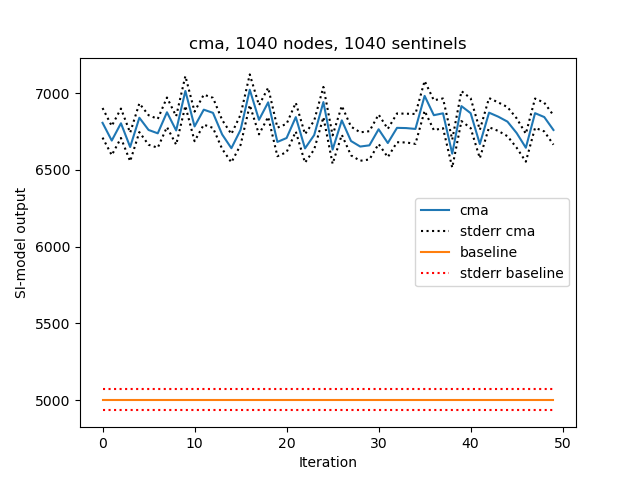 cma, 1040 nodes, 1040 sentinels
7000
6500
6000
5500
5000
SI-model output
cma
stderr cma
baseline
stderr baseline
0
10
20
30
40
50
Iteration